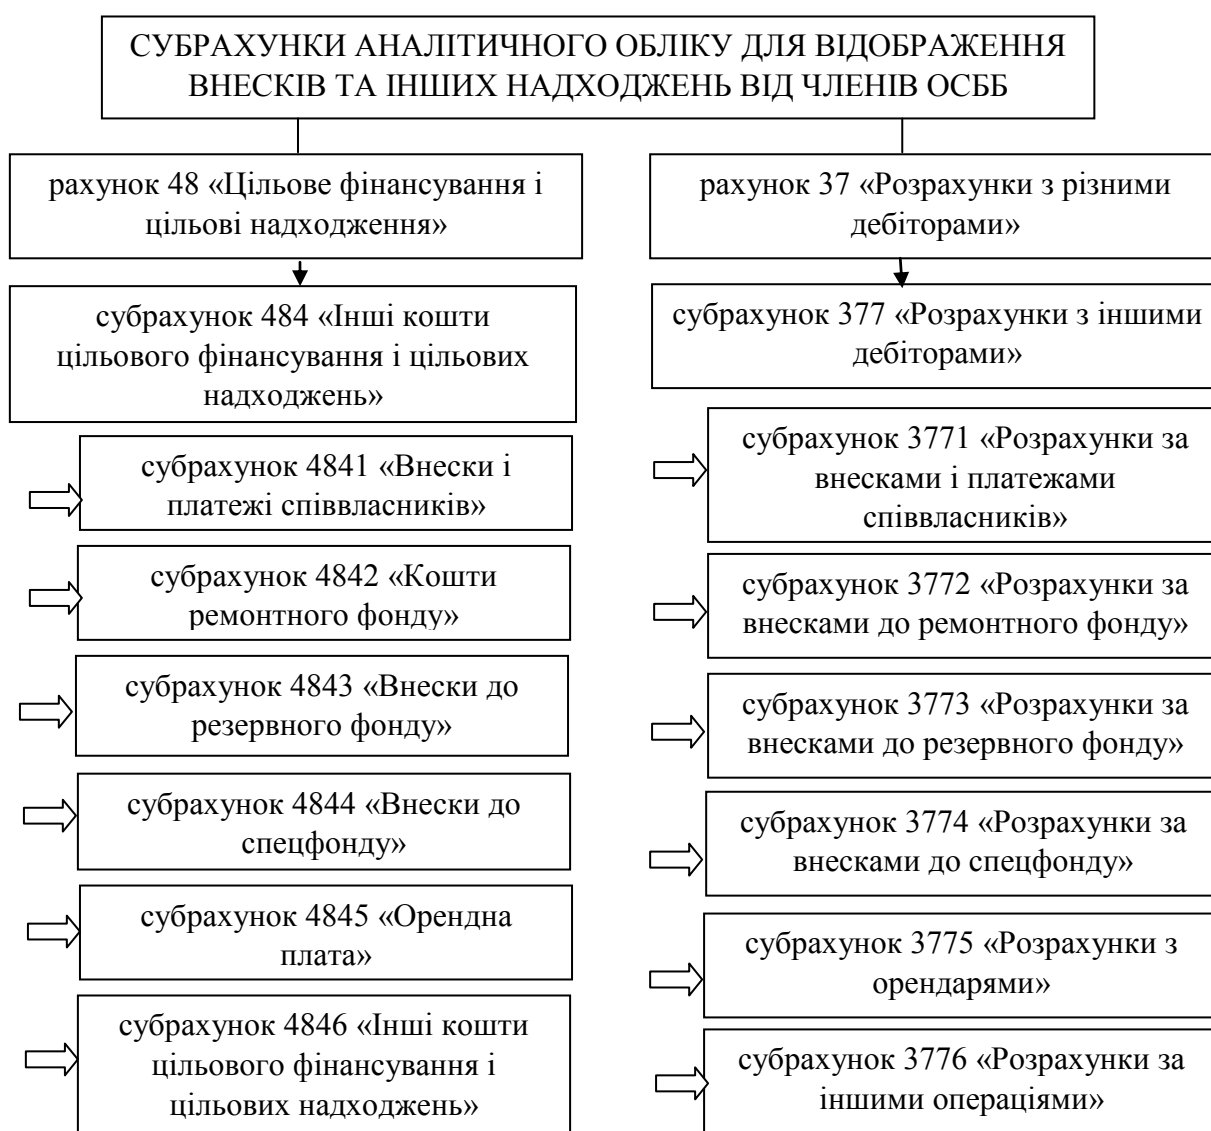 СУБРАХУНКИ АНАЛІТИЧНОГО ОБЛІКУ ДЛЯ ВІДОБРАЖЕННЯ
ВНЕСКІВ ТА ІНШИХ НАДХОДЖЕНЬ ВІД ЧЛЕНІВ ОСББ
рахунок 48 «Цільове фінансування і
цільові надходження»
субрахунок 484 «Інші кошти
цільового фінансування і цільових
надходжень»
субрахунок 4841 «Внески і
платежі співвласників»
субрахунок 4842 «Кошти
ремонтного фонду»
субрахунок 4843 «Внески до
резервного фонду»
субрахунок 4844 «Внески до
спецфонду»
субрахунок 4845 «Орендна
плата»
субрахунок 4846 «Інші кошти
цільового фінансування і
цільових надходжень»
рахунок 37 «Розрахунки з різними
дебіторами»
субрахунок 377 «Розрахунки з іншими
дебіторами»
субрахунок 3771 «Розрахунки за
внесками і платежами
співвласників»
субрахунок 3772 «Розрахунки за
внесками до ремонтного фонду»
субрахунок 3773 «Розрахунки за
внесками до резервного фонду»
субрахунок 3774 «Розрахунки за
внесками до спецфонду»
субрахунок 3775 «Розрахунки з
орендарями»
субрахунок 3776 «Розрахунки за
іншими операціями»